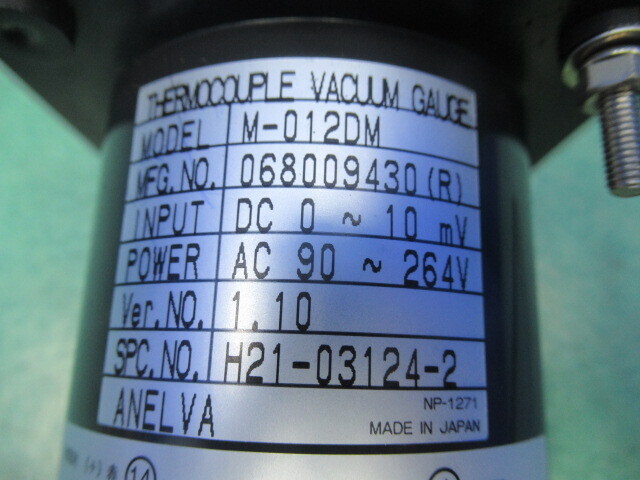 THERMOCOUPLE VACUUM GAUGE
MODEL M-012DM
MFG.NO. 068009430(R)
INPUT DC 0 ~ 10 mV
POWER AC 90 ~ 264V
Ver.NO. 1.10
SPC.NO. H21-03124-2
ANELVA NP-1271
MADE IN JAPAN
(+) 14